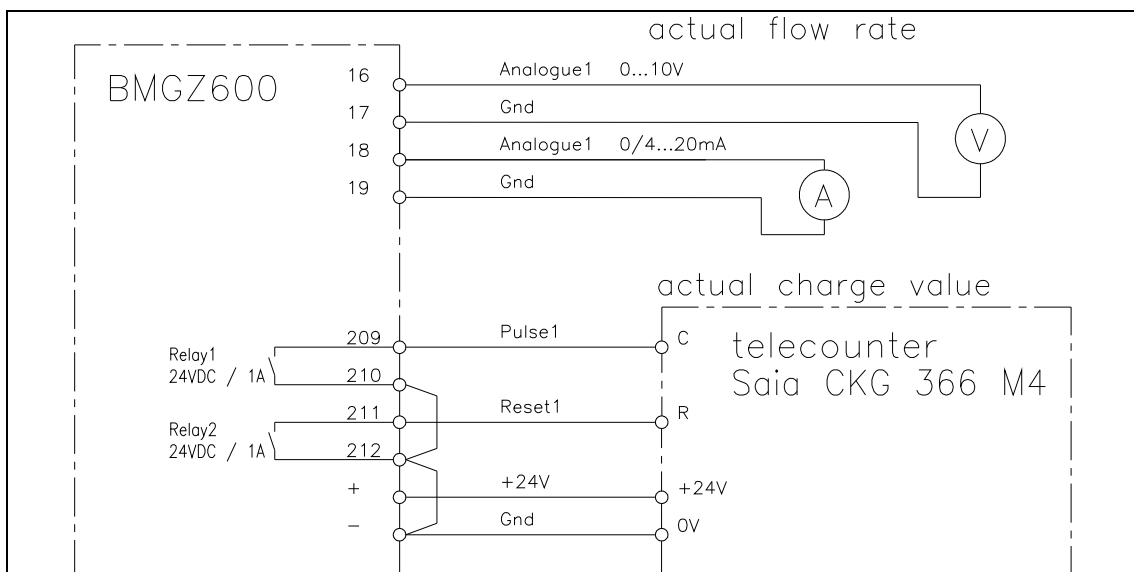 actual flow rate
BMGZ600
16 Analogue1 0...10V
17 Gnd
V
18 Analogue1 0/4...20mA
19 Gnd
A
actual charge value
209 Pulse1 C
telecounter
Saia CKG 366 M4
Relay1
24VDC / 1A
210
211 Reset1 R
Relay2
24VDC / 1A
212
+ +24V +24V
- Gnd 0V